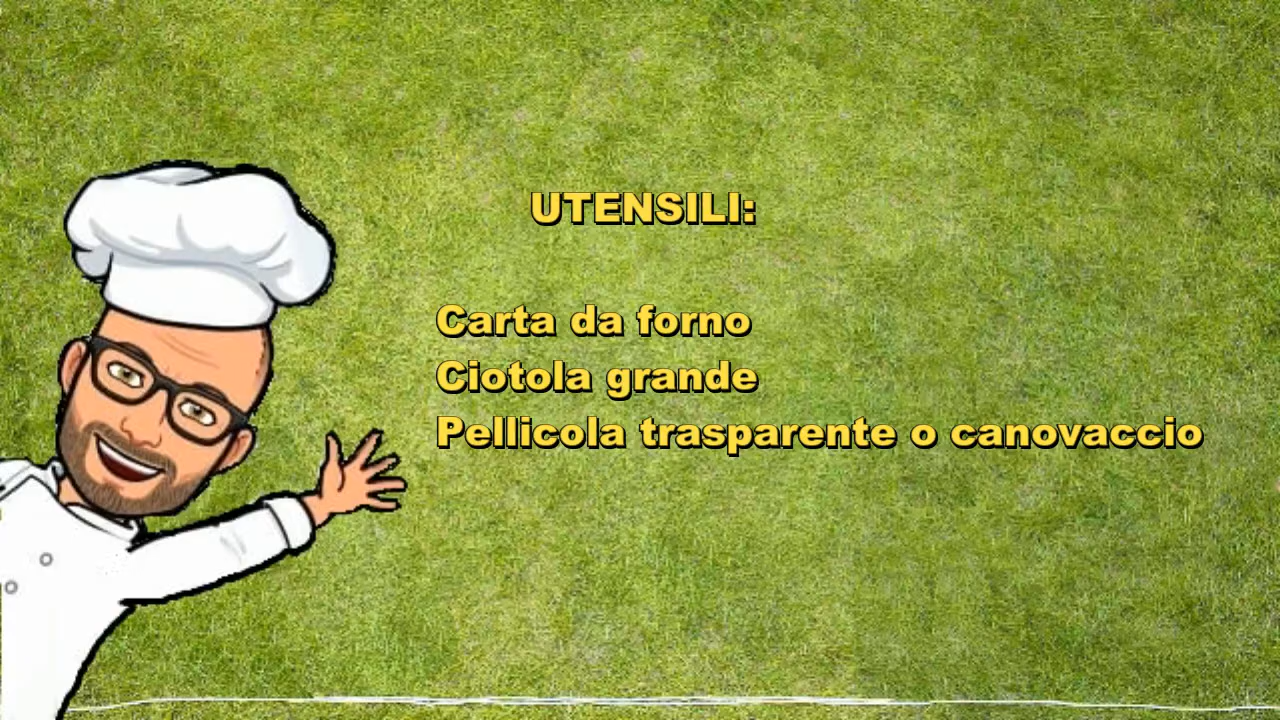 UTENSILI:
Carta da forno
Ciotola grande
Pellicola trasparente o canovaccio